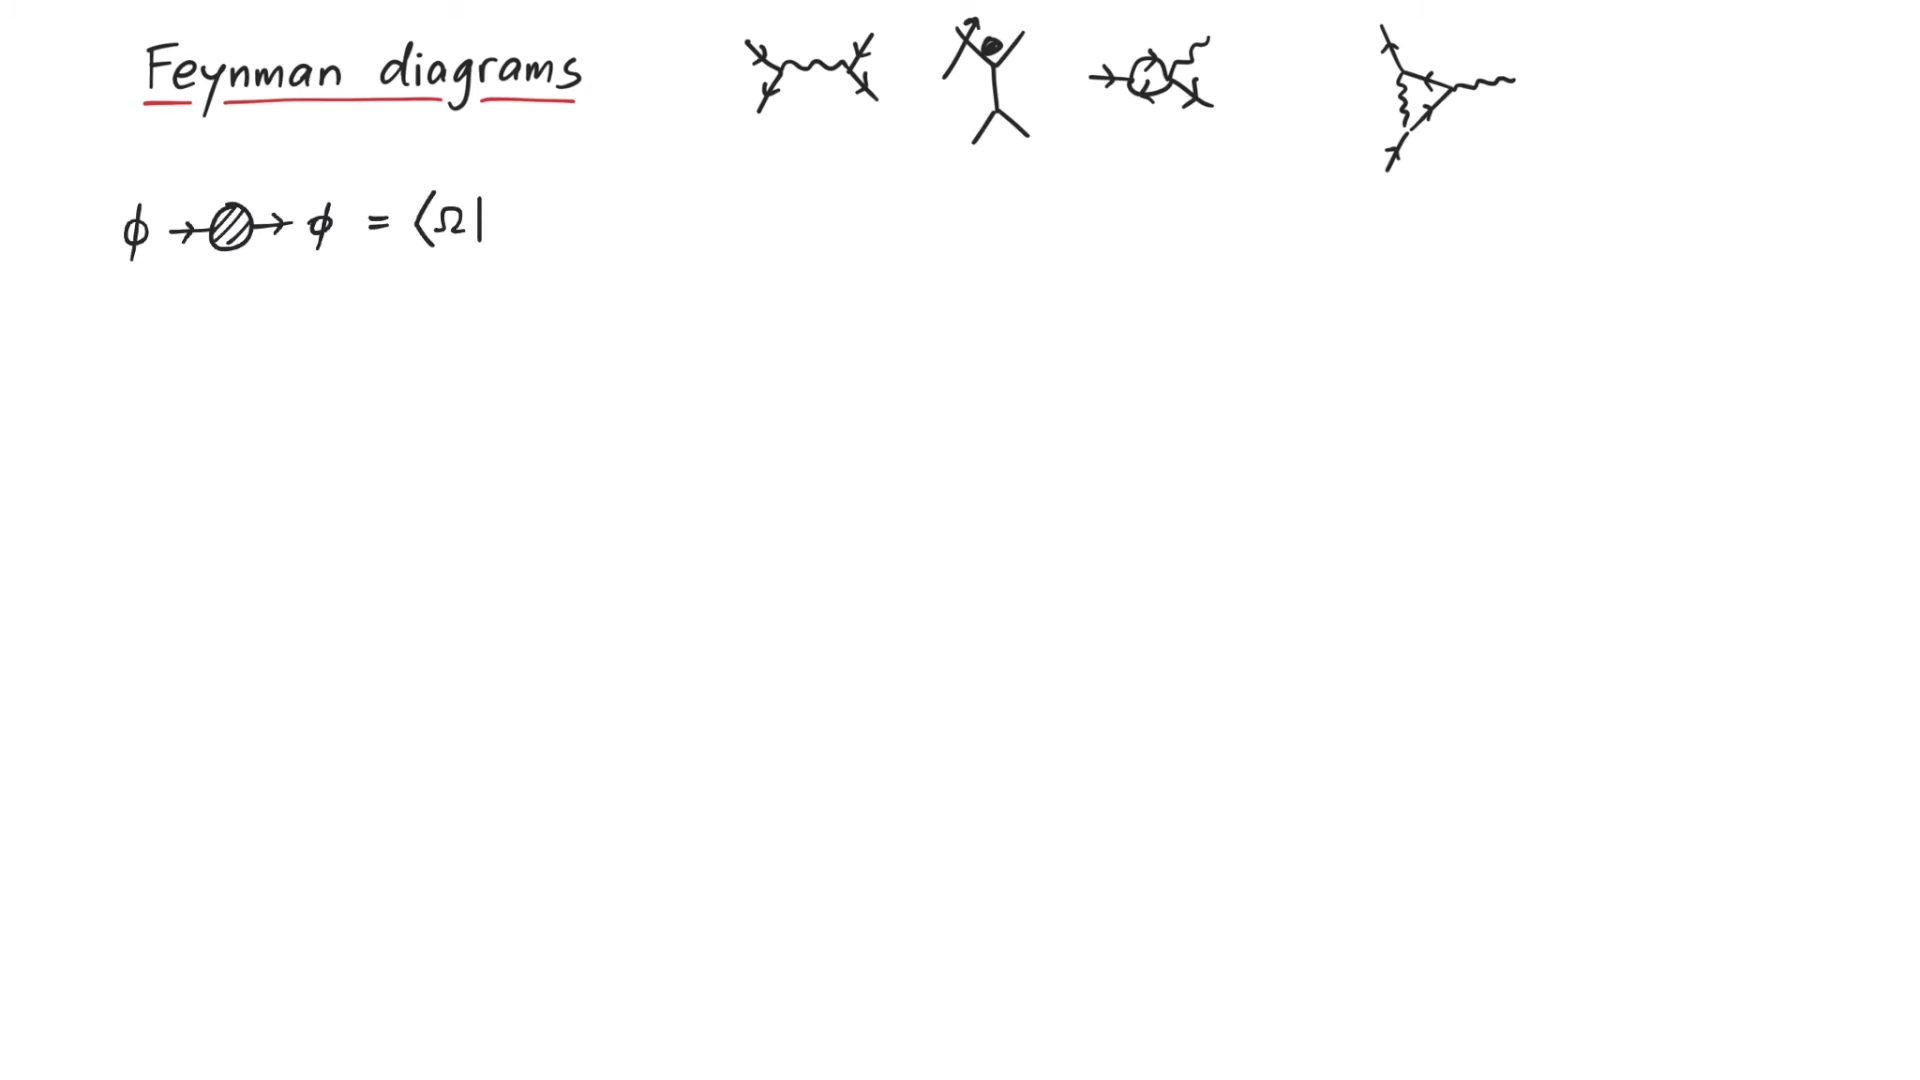 Feynman diagrams
ϕ →→ ϕ = ⟨Ω|